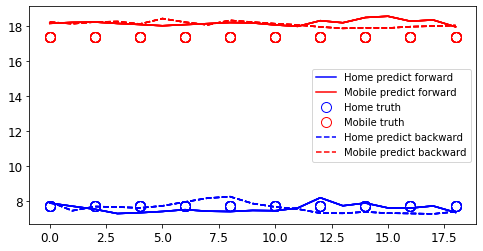 18
16
14
12
10
8
0.0 2.5 5.0 7.5 10.0 12.5 15.0 17.5
Home predict forward
Mobile predict forward
Home truth
Mobile truth
Home predict backward
Mobile predict backward